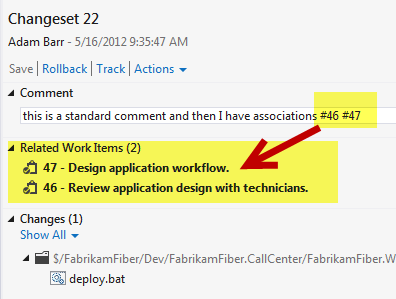 Changeset 22
Adam Barr - 5/16/2012 9:35:47 AM
Save Rollback Track Actions
Comment
this is a standard comment and then I have associations #46 #47
Related Work Items (2)
47 - Design application workflow.
46 - Review application design with technicians.
Changes (1)
Show All
$/FabrikamFiber/Dev/FabrikamFiber.CallCenter/FabrikamFiber.W
deploy.bat